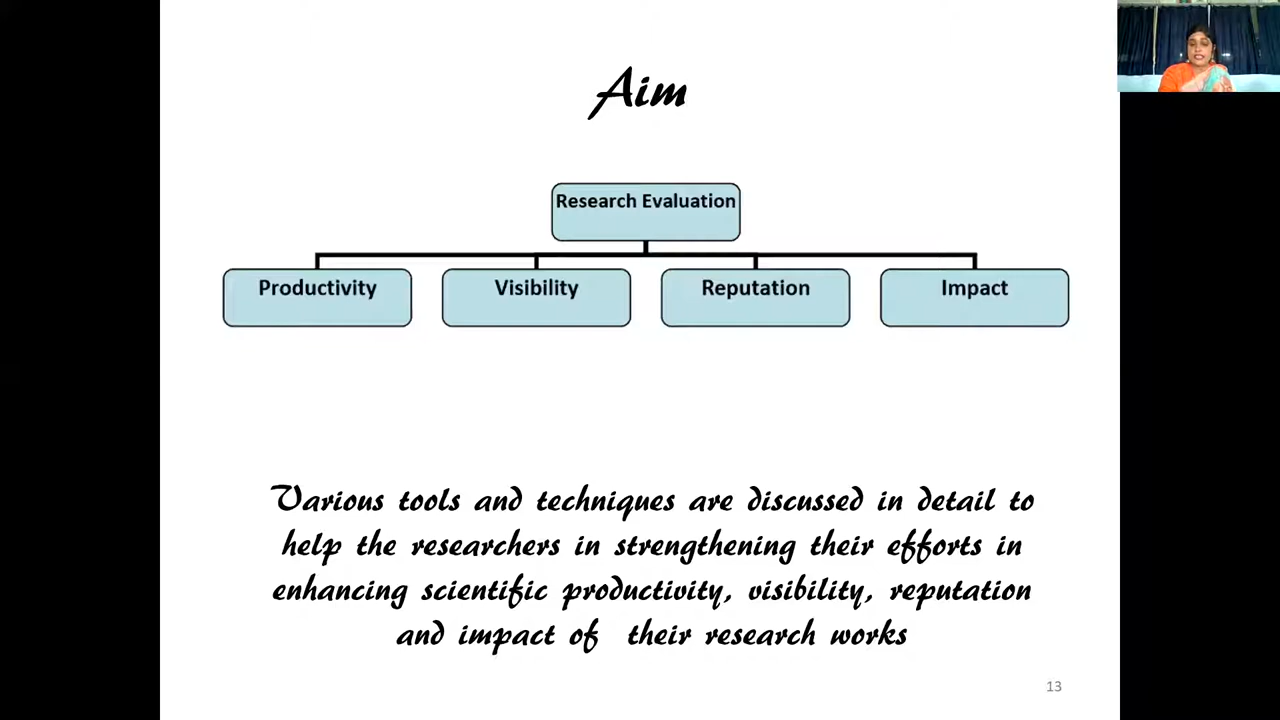 Aim
Research Evaluation
Productivity
Visibility
Reputation
Impact
Various tools and techniques are discussed in detail to
help the researchers in strengthening their efforts in
enhancing scientific productivity, visibility, reputation
and impact of their research works
13